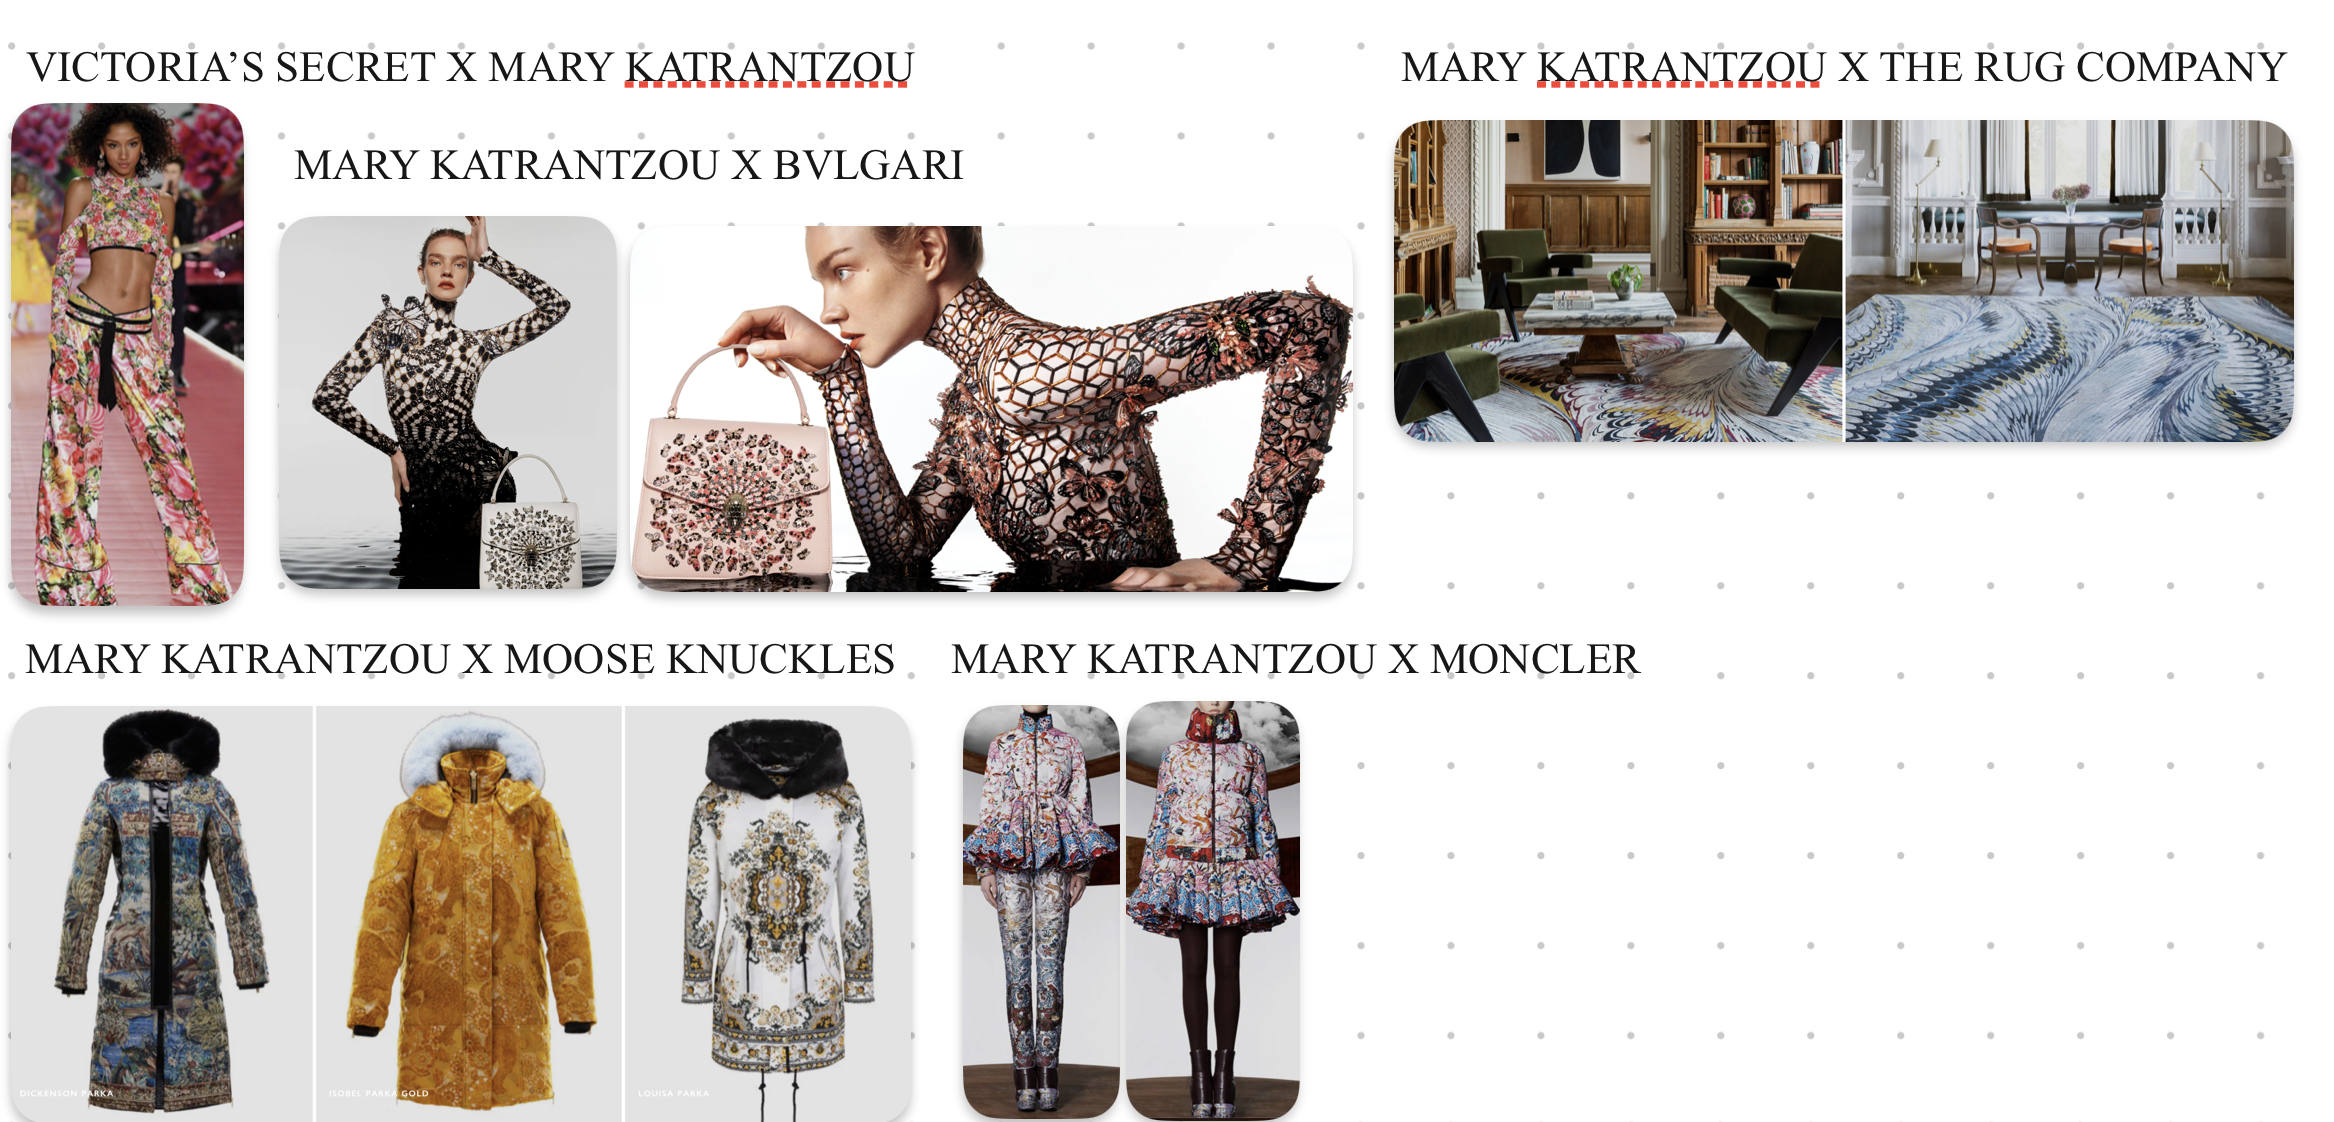 VICTORIA’S SECRET X MARY KATRANTZOU
MARY KATRANTZOU X THE RUG COMPANY
MARY KATRANTZOU X BVLGARI
MARY KATRANTZOU X MOOSE KNUCKLES
MARY KATRANTZOU X MONCLER
DICKENSON PARKA
ISOBEL PARKA GOLD
LOUISA PARKA